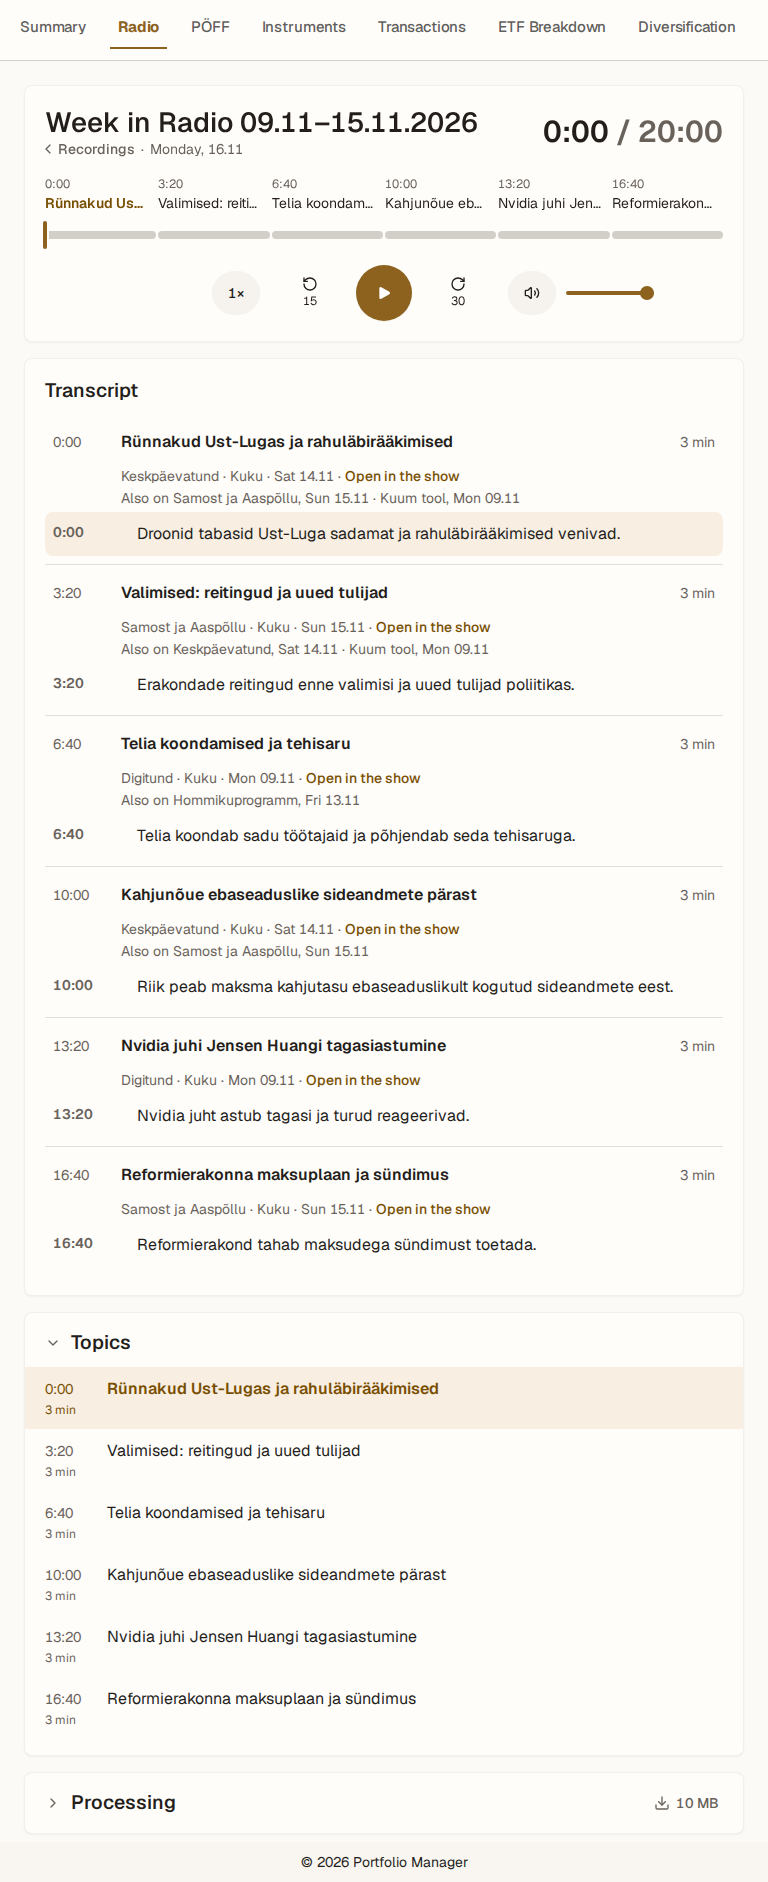 Summary Radio PÖFF Instruments Transactions ETF Breakdown Diversification
Week in Radio 09.11–15.11.2026
0:00 / 20:00
Recordings · Monday, 16.11
0:00 3:20 6:40 10:00 13:20 16:40
Rünnakud Us... Valimised: reiti... Telia koondam... Kahjunõue eb... Nvidia juhi Jen... Reformierakon...
1×
15
30
Transcript
0:00 Rünnakud Ust-Lugas ja rahuläbirääkimised 3 min
Keskpäevatund · Kuku · Sat 14.11 · Open in the show
Also on Samost ja Aaspõllu, Sun 15.11 · Kuum tool, Mon 09.11
0:00 Droonid tabasid Ust-Luga sadamat ja rahuläbirääkimised venivad.
3:20 Valimised: reitingud ja uued tulijad 3 min
Samost ja Aaspõllu · Kuku · Sun 15.11 · Open in the show
Also on Keskpäevatund, Sat 14.11 · Kuum tool, Mon 09.11
3:20 Erakondade reitingud enne valimisi ja uued tulijad poliitikas.
6:40 Telia koondamised ja tehisaru 3 min
Digitund · Kuku · Mon 09.11 · Open in the show
Also on Hommikuprogramm, Fri 13.11
6:40 Telia koondab sadu töötajaid ja põhjendab seda tehisaruga.
10:00 Kahjunõue ebaseaduslike sideandmete pärast 3 min
Keskpäevatund · Kuku · Sat 14.11 · Open in the show
Also on Samost ja Aaspõllu, Sun 15.11
10:00 Riik peab maksma kahjutasu ebaseaduslikult kogutud sideandmete eest.
13:20 Nvidia juhi Jensen Huangi tagasiastumine 3 min
Digitund · Kuku · Mon 09.11 · Open in the show
13:20 Nvidia juht astub tagasi ja turud reageerivad.
16:40 Reformierakonna maksuplaan ja sündimus 3 min
Samost ja Aaspõllu · Kuku · Sun 15.11 · Open in the show
16:40 Reformierakond tahab maksudega sündimust toetada.
Topics
0:00 Rünnakud Ust-Lugas ja rahuläbirääkimised
3 min
3:20 Valimised: reitingud ja uued tulijad
3 min
6:40 Telia koondamised ja tehisaru
3 min
10:00 Kahjunõue ebaseaduslike sideandmete pärast
3 min
13:20 Nvidia juhi Jensen Huangi tagasiastumine
3 min
16:40 Reformierakonna maksuplaan ja sündimus
3 min
Processing 10 MB
© 2026 Portfolio Manager